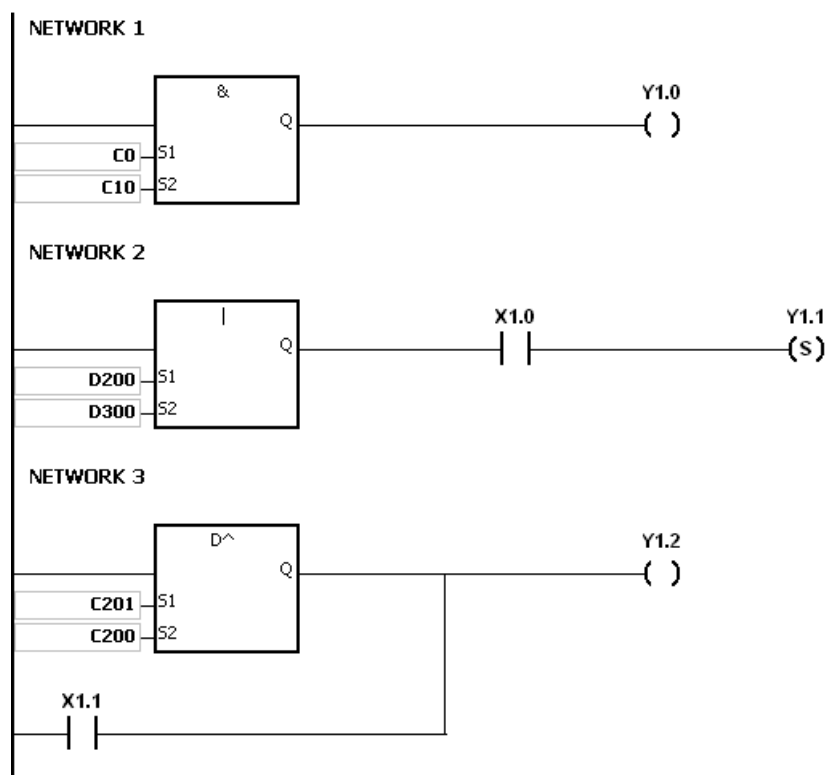 NETWORK 1
&
Y1.0
Q
( )
C0 S1
C10 S2
NETWORK 2
|
X1.0
Y1.1
Q
(S)
D200 S1
D300 S2
NETWORK 3
D^
Y1.2
Q
( )
C201 S1
C200 S2
X1.1